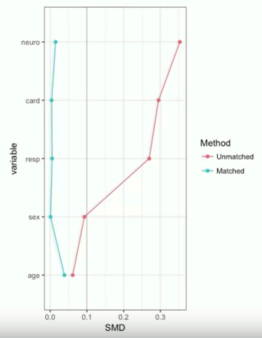 neuro
card
resp
sex
age
variable
0.0 0.1 0.2 0.3
SMD
Method
Unmatched
Matched